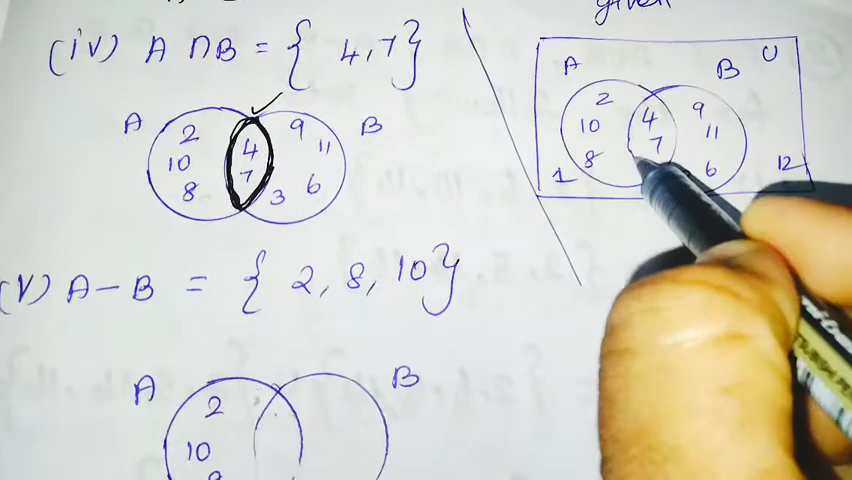 given
(iv) A ∩B = { 4,7}
A B
2 4 9
10 7 11
8 3 6
A B U
2 4 9
10 7 11
8 6
1 12
(V) A-B = { 2, 8, 10}
A B
2
10